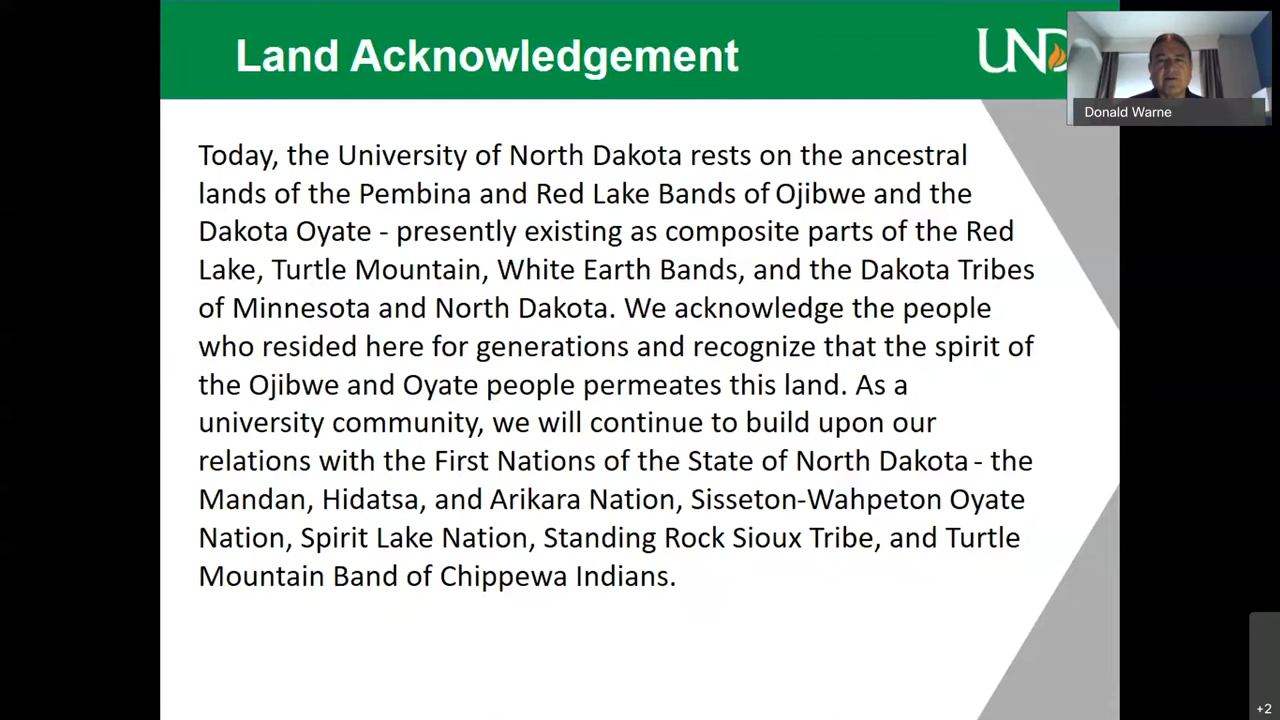 Land Acknowledgement
UND
Donald Warne
Today, the University of North Dakota rests on the ancestral
lands of the Pembina and Red Lake Bands of Ojibwe and the
Dakota Oyate - presently existing as composite parts of the Red
Lake, Turtle Mountain, White Earth Bands, and the Dakota Tribes
of Minnesota and North Dakota. We acknowledge the people
who resided here for generations and recognize that the spirit of
the Ojibwe and Oyate people permeates this land. As a
university community, we will continue to build upon our
relations with the First Nations of the State of North Dakota - the
Mandan, Hidatsa, and Arikara Nation, Sisseton-Wahpeton Oyate
Nation, Spirit Lake Nation, Standing Rock Sioux Tribe, and Turtle
Mountain Band of Chippewa Indians.
+2